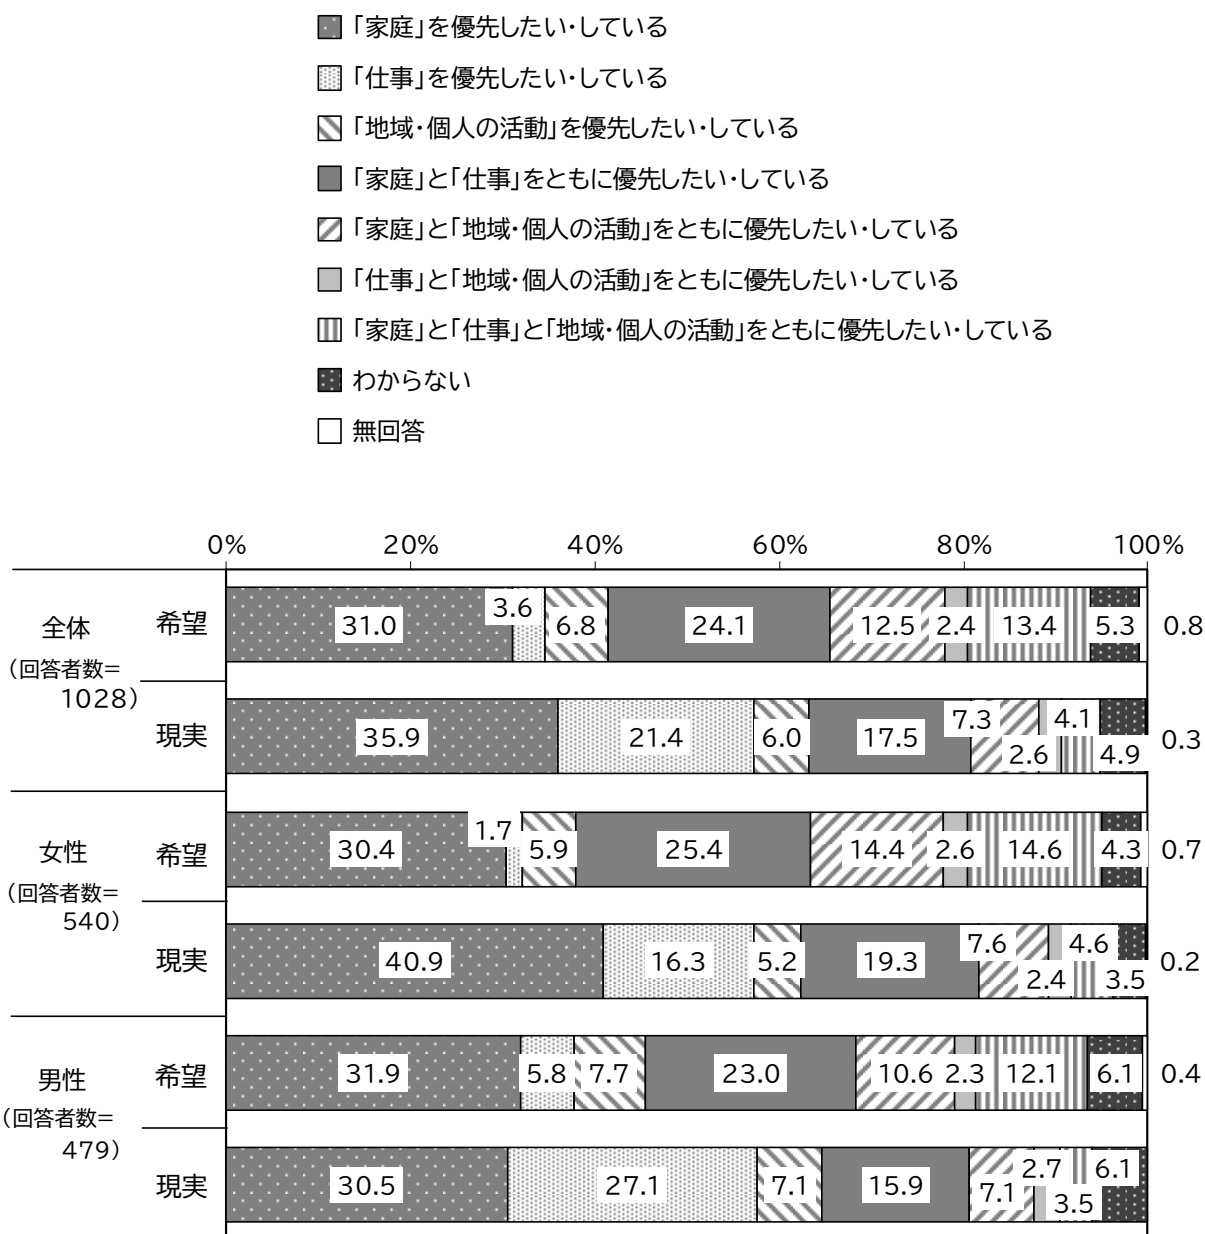 「家庭」を優先したい・している
「仕事」を優先したい・している
「地域・個人の活動」を優先したい・している
「家庭」と「仕事」をともに優先したい・している
「家庭」と「地域・個人の活動」をともに優先したい・している
「仕事」と「地域・個人の活動」をともに優先したい・している
「家庭」と「仕事」と「地域・個人の活動」をともに優先したい・している
わからない
無回答
0% 20% 40% 60% 80% 100%
全体
（回答者数＝
1028）
希望
31.0 3.6 6.8 24.1 12.5 2.4 13.4 5.3 0.8
現実
35.9 21.4 6.0 17.5 7.3 2.6 4.1 4.9 0.3
女性
（回答者数＝
540）
希望
30.4 1.7 5.9 25.4 14.4 2.6 14.6 4.3 0.7
現実
40.9 16.3 5.2 19.3 7.6 2.4 4.6 3.5 0.2
男性
（回答者数＝
479）
希望
31.9 5.8 7.7 23.0 10.6 2.3 12.1 6.1 0.4
現実
30.5 27.1 7.1 15.9 7.1 2.7 3.5 6.1